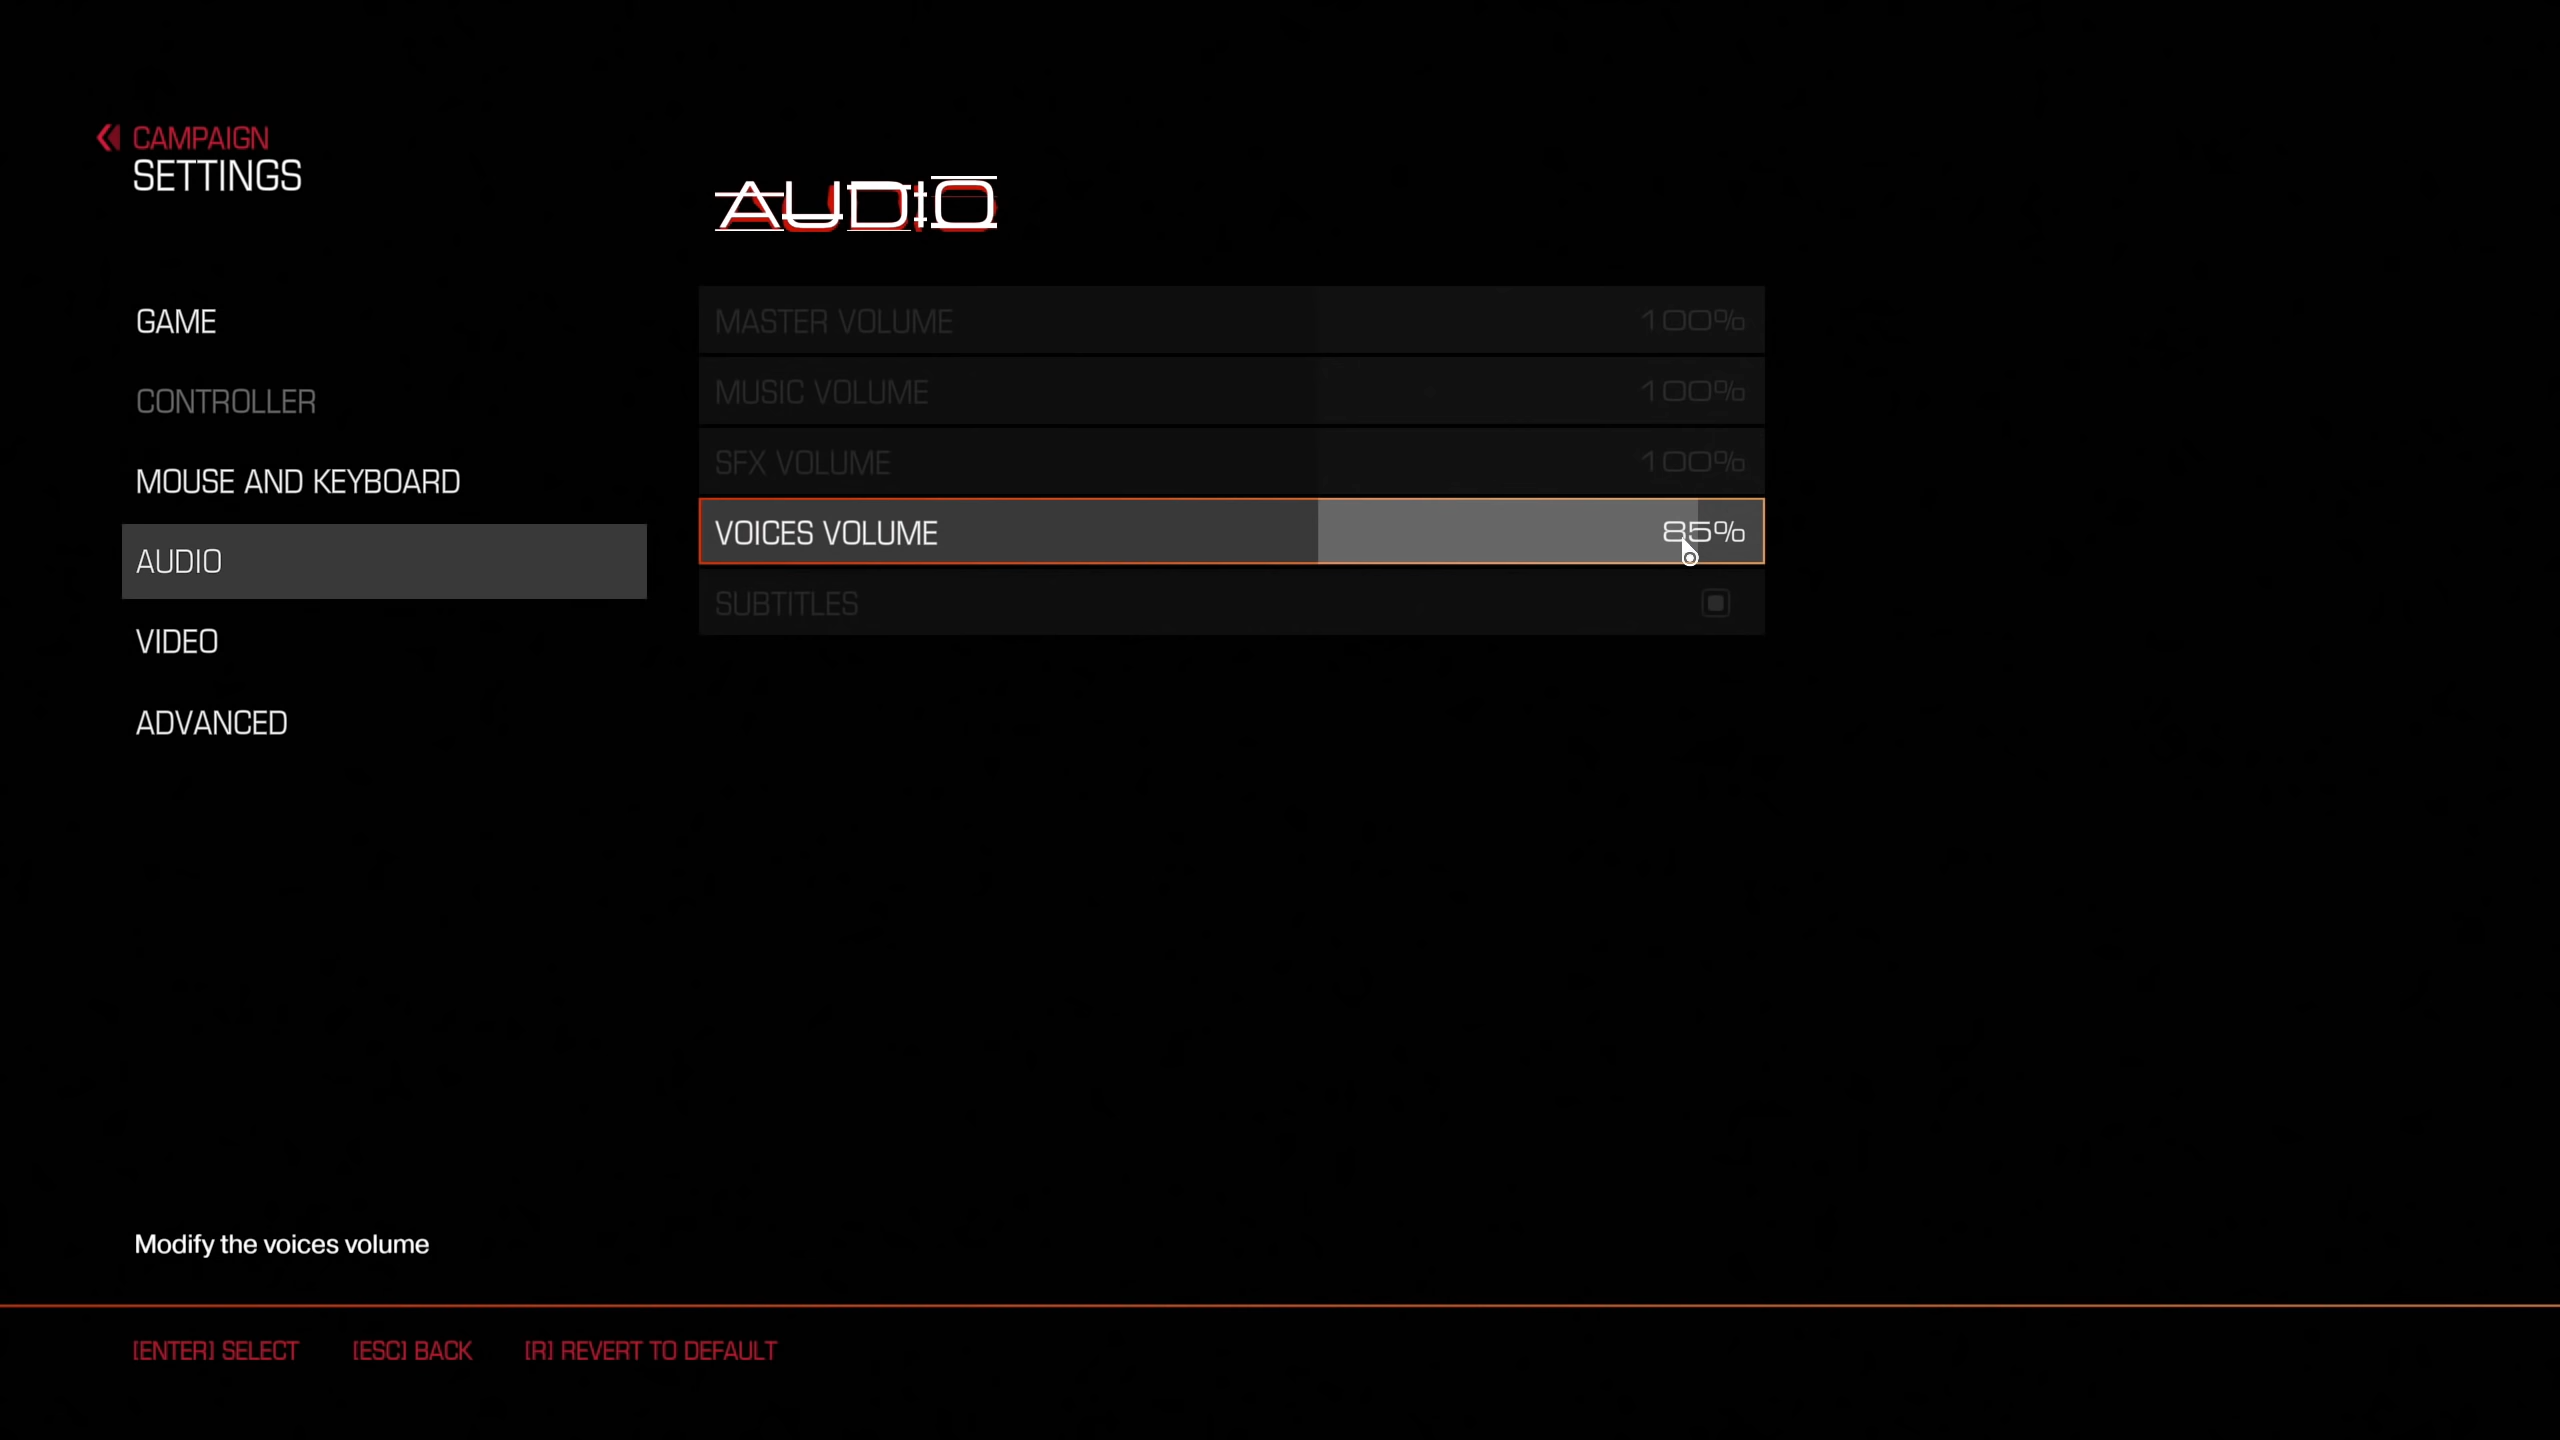 CAMPAIGN
SETTINGS
AUDIO
GAME
CONTROLLER
MOUSE AND KEYBOARD
AUDIO
VIDEO
ADVANCED
MASTER VOLUME 100%
MUSIC VOLUME 100%
SFX VOLUME 100%
VOICES VOLUME 85%
SUBTITLES
Modify the voices volume
[ENTER] SELECT [ESC] BACK [R] REVERT TO DEFAULT